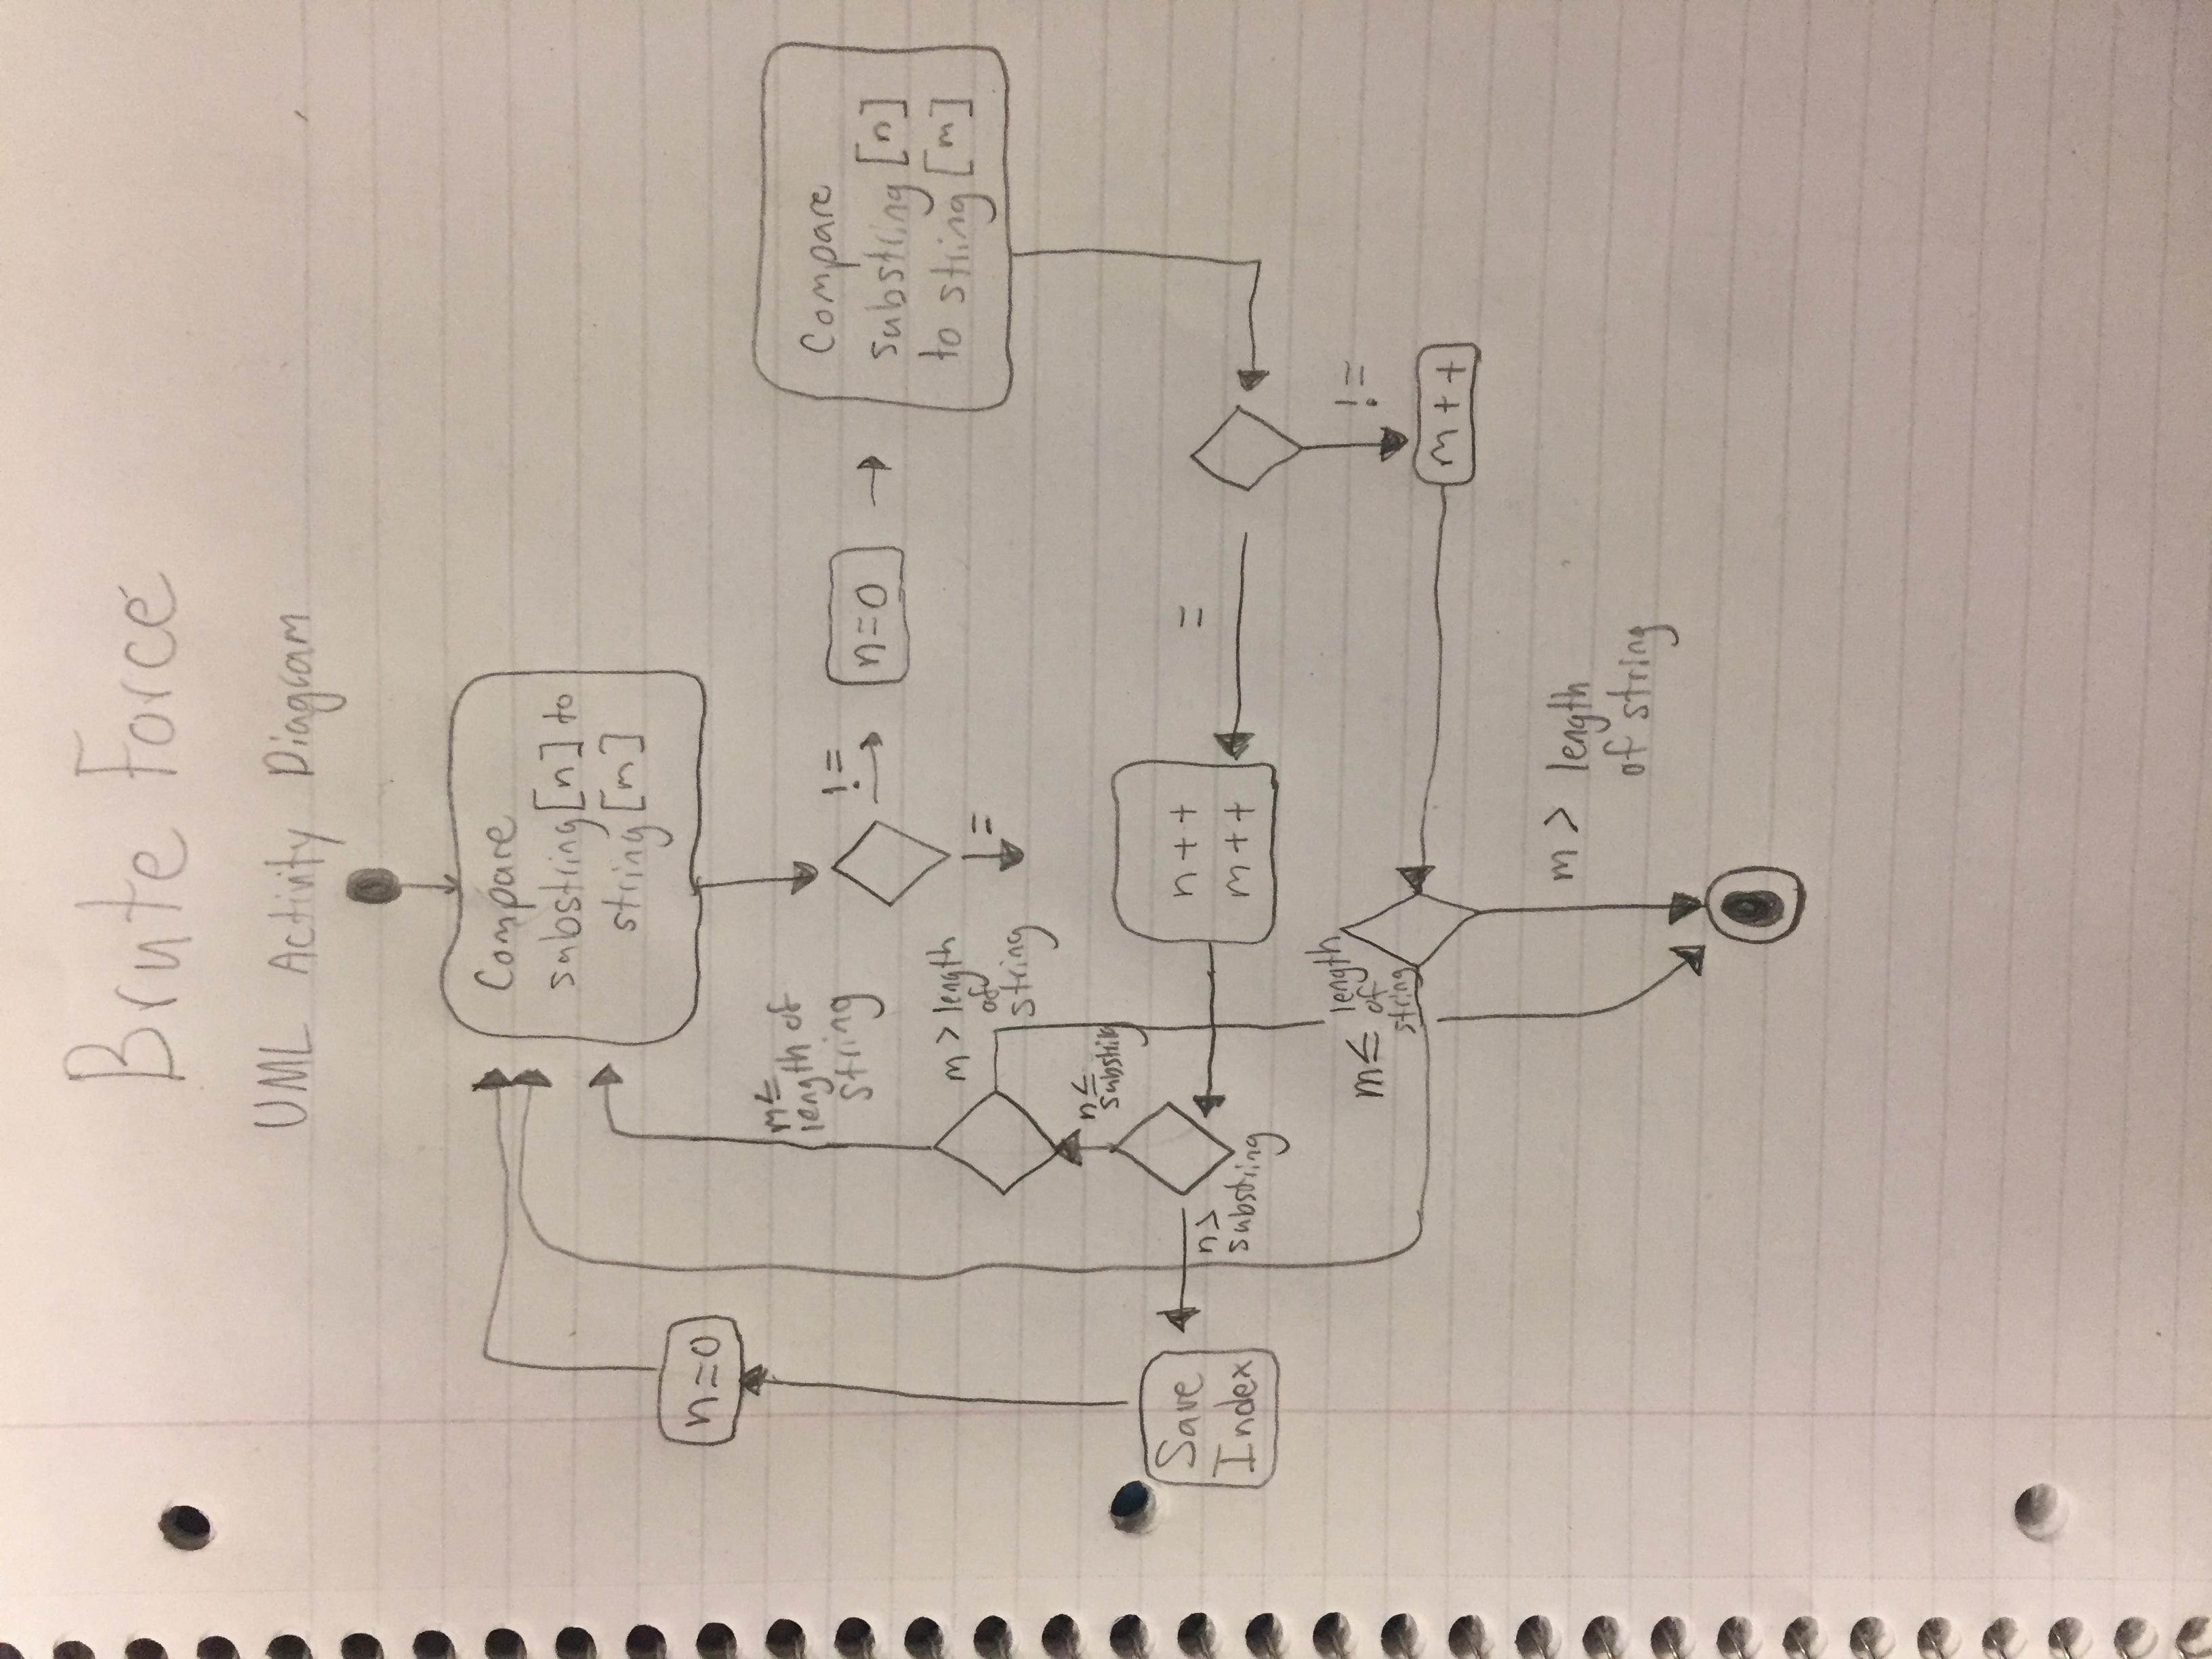 Brute Force
UML Activity Diagram
Compare
substring[n] to
string[m]
n=0
m≤
length of
string
!=
n=0
Compare
substring[n]
to string[m]
=
m > length
of
string
n≤
substring
n++
m++
=
Save
Index
n>
substring
!=
m≤ length
of
string
m++
m > length
of string